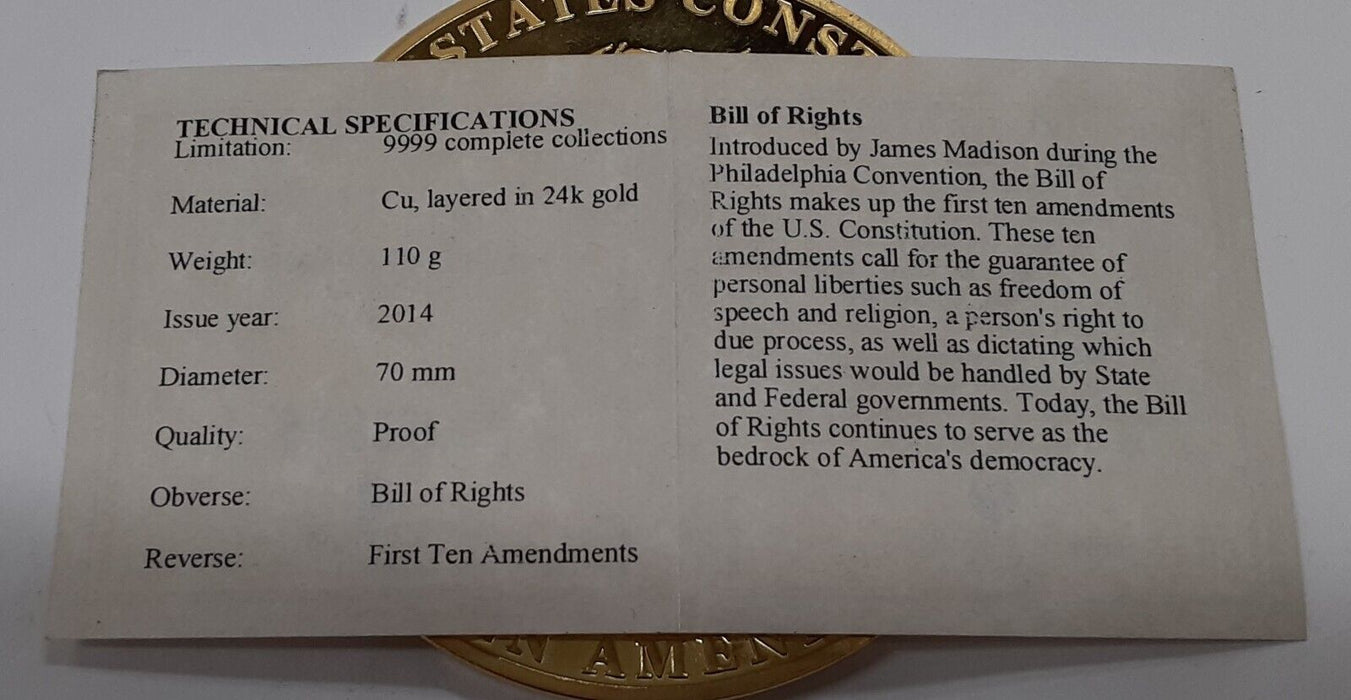 STATES CONST
TECHNICAL SPECIFICATIONS
Limitation: 9999 complete collections
Material: Cu, layered in 24k gold
Weight: 110 g
Issue year: 2014
Diameter: 70 mm
Quality: Proof
Obverse: Bill of Rights
Reverse: First Ten Amendments
Bill of Rights
Introduced by James Madison during the
Philadelphia Convention, the Bill of
Rights makes up the first ten amendments
of the U.S. Constitution. These ten
amendments call for the guarantee of
personal liberties such as freedom of
speech and religion, a person's right to
due process, as well as dictating which
legal issues would be handled by State
and Federal governments. Today, the Bill
of Rights continues to serve as the
bedrock of America's democracy.
EN AMENDM